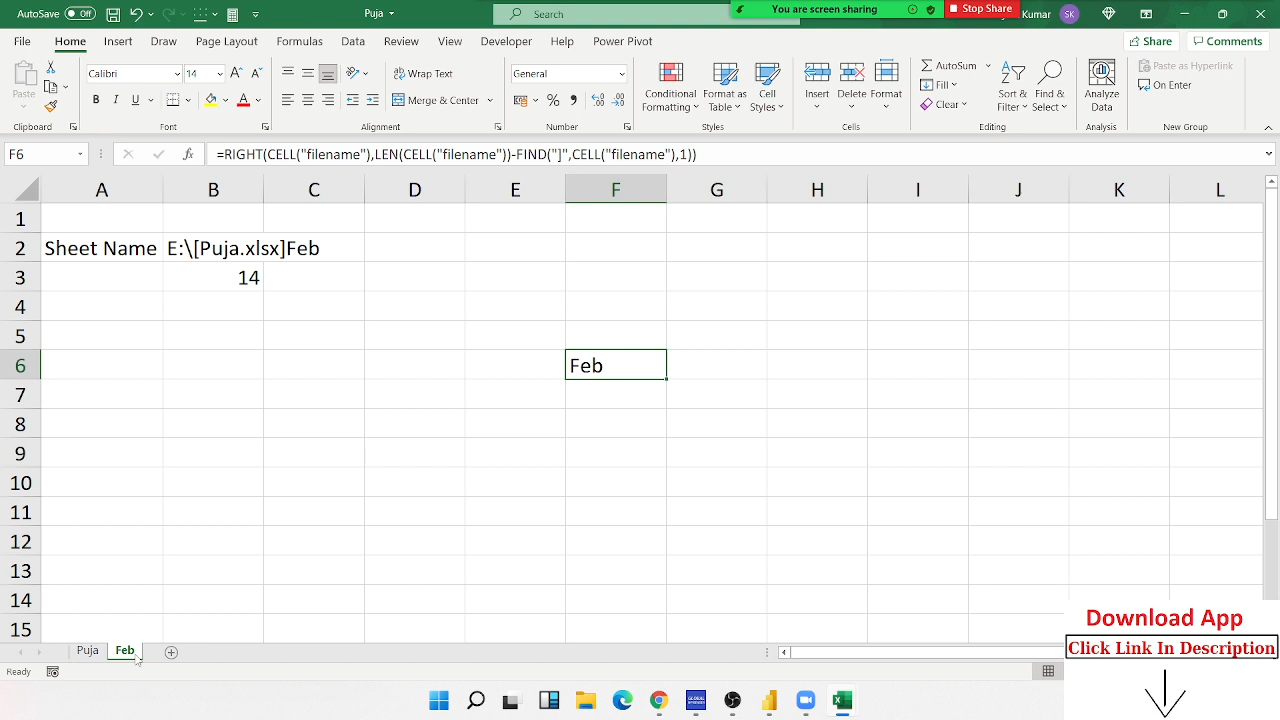 AutoSave Off Puja Search You are screen sharing Stop Share Kumar SK
File Home Insert Draw Page Layout Formulas Data Review View Developer Help Power Pivot Share Comments
Paste Calibri 14 Wrap Text General Conditional Formatting Format as Table Cell Styles Insert Delete Format AutoSum Sort & Filter Find & Select Analyze Data Paste as Hyperlink
B I U A Merge & Center % Fill Clear On Enter
Clipboard Font Alignment Number Styles Cells Editing Analysis New Group
F6 fx =RIGHT(CELL("filename"),LEN(CELL("filename"))-FIND("]",CELL("filename"),1))
A B C D E F G H I J K L
1
2 Sheet Name E:\[Puja.xlsx]Feb
3 14
4
5
6 Feb
7
8
9
10
11
12
13
14
15
Download App
Click Link In Description
Puja Feb
Ready